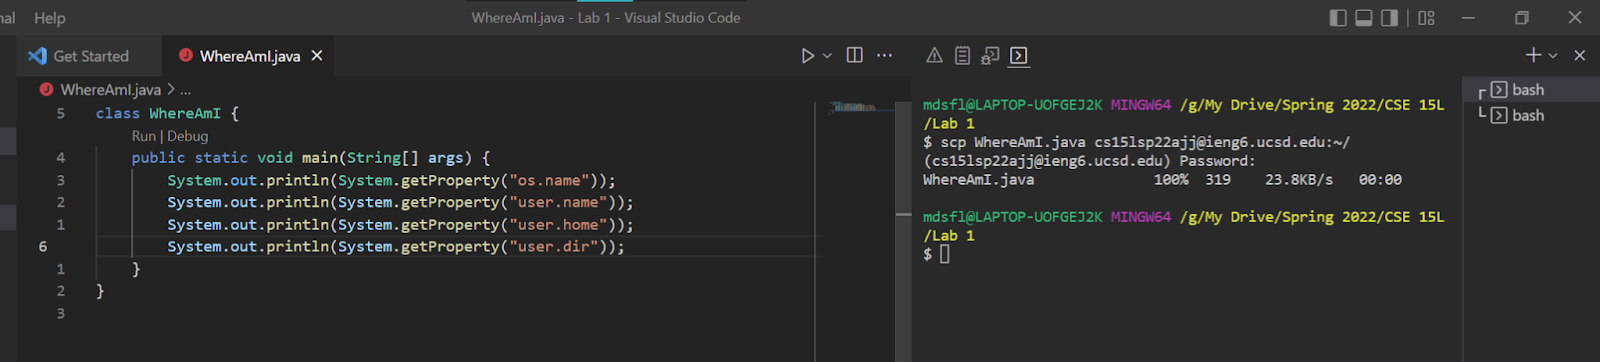 nal Help WhereAmI.java - Lab 1 - Visual Studio Code
Get Started WhereAmI.java
WhereAmI.java > ...
5 class WhereAmI {
Run | Debug
4 public static void main(String[] args) {
3 System.out.println(System.getProperty("os.name"));
2 System.out.println(System.getProperty("user.name"));
1 System.out.println(System.getProperty("user.home"));
6 System.out.println(System.getProperty("user.dir"));
1 }
2 }
3
mdsfl@LAPTOP-UOFGEJ2K MINGW64 /g/My Drive/Spring 2022/CSE 15L
/Lab 1
$ scp WhereAmI.java cs15lsp22ajj@ieng6.ucsd.edu:~/
(cs15lsp22ajj@ieng6.ucsd.edu) Password:
WhereAmI.java 100% 319 23.8KB/s 00:00
mdsfl@LAPTOP-UOFGEJ2K MINGW64 /g/My Drive/Spring 2022/CSE 15L
/Lab 1
$
bash
bash